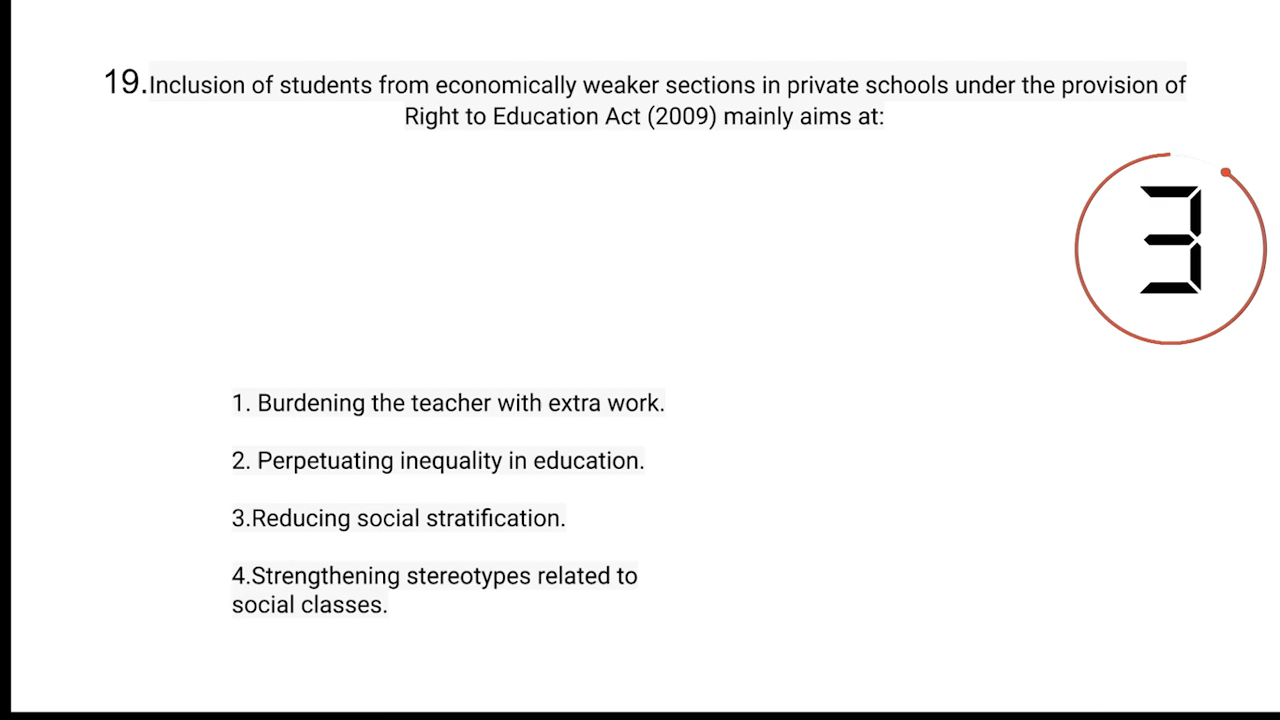 19.Inclusion of students from economically weaker sections in private schools under the provision of
Right to Education Act (2009) mainly aims at:
3
1. Burdening the teacher with extra work.
2. Perpetuating inequality in education.
3.Reducing social stratification.
4.Strengthening stereotypes related to
social classes.